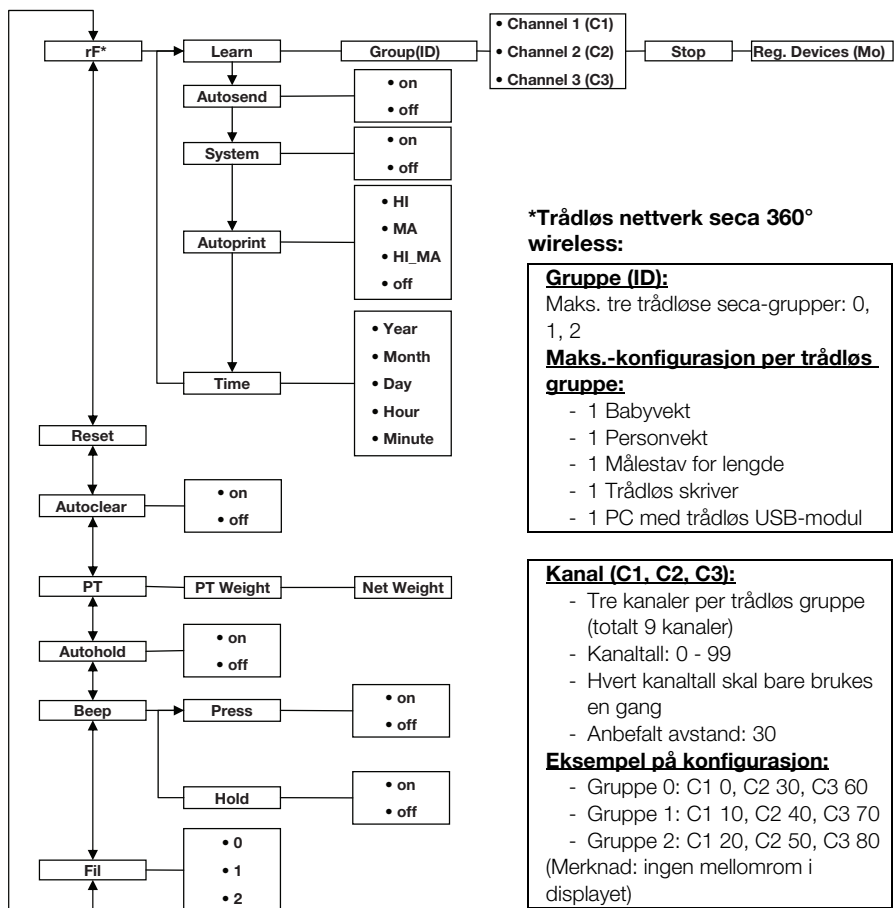 rF*
Learn
Group(ID)
• Channel 1 (C1)
• Channel 2 (C2)
• Channel 3 (C3)
Stop
Reg. Devices (Mo)
Autosend
• on
• off
System
• on
• off
Autoprint
• HI
• MA
• HI_MA
• off
Time
• Year
• Month
• Day
• Hour
• Minute
Reset
Autoclear
• on
• off
PT
PT Weight
Net Weight
Autohold
• on
• off
Beep
Press
• on
• off
Hold
• on
• off
Fil
• 0
• 1
• 2
*Trådløs nettverk seca 360°
wireless:
Gruppe (ID):
Maks. tre trådløse seca-grupper: 0,
1, 2
Maks.-konfigurasjon per trådløs
gruppe:
- 1 Babyvekt
- 1 Personvekt
- 1 Målestav for lengde
- 1 Trådløs skriver
- 1 PC med trådløs USB-modul
Kanal (C1, C2, C3):
- Tre kanaler per trådløs gruppe
(totalt 9 kanaler)
- Kanaltall: 0 - 99
- Hvert kanaltall skal bare brukes
en gang
- Anbefalt avstand: 30
Eksempel på konfigurasjon:
- Gruppe 0: C1 0, C2 30, C3 60
- Gruppe 1: C1 10, C2 40, C3 70
- Gruppe 2: C1 20, C2 50, C3 80
(Merknad: ingen mellomrom i
displayet)